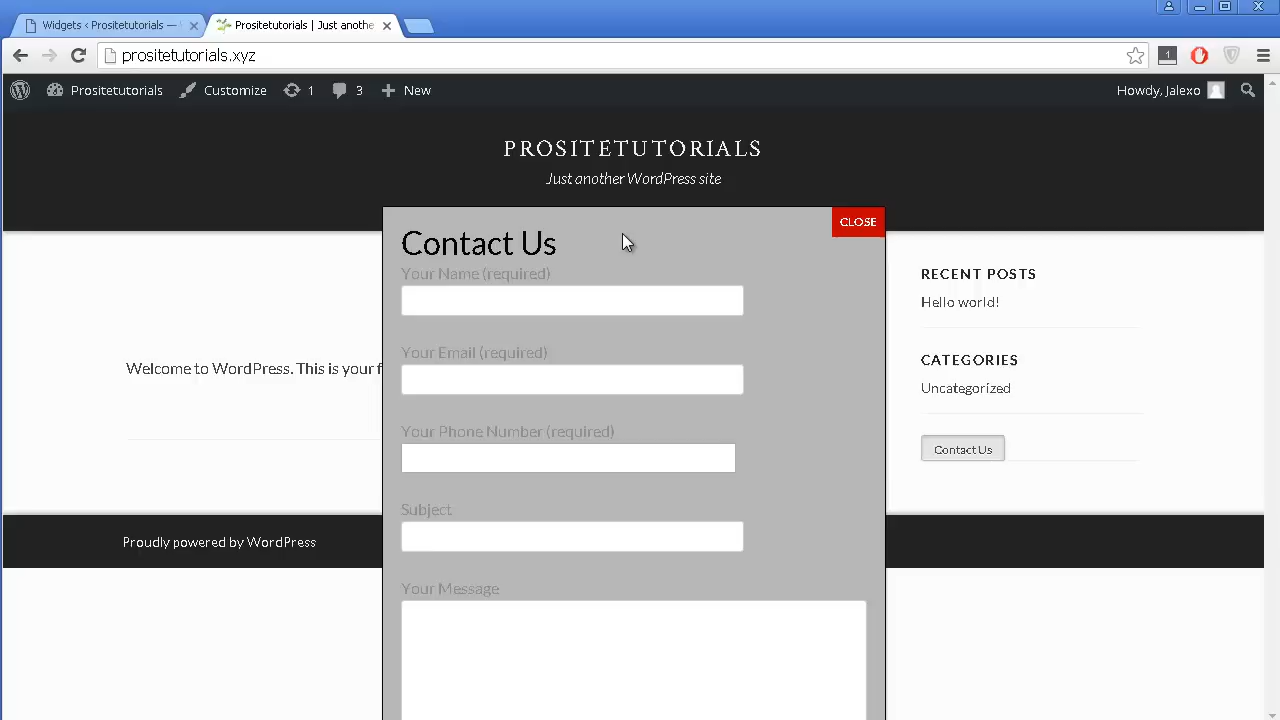 Widgets ‹ Prositetutorials —
Prositetutorials | Just anothe
prositetutorials.xyz
1
Prositetutorials
Customize
1
3
New
Howdy, Jalexo
PROSITETUTORIALS
Just another WordPress site
CLOSE
Contact Us
Your Name (required)
Your Email (required)
Your Phone Number (required)
Subject
Your Message
Welcome to WordPress. This is your f
RECENT POSTS
Hello world!
CATEGORIES
Uncategorized
Contact Us
Proudly powered by WordPress